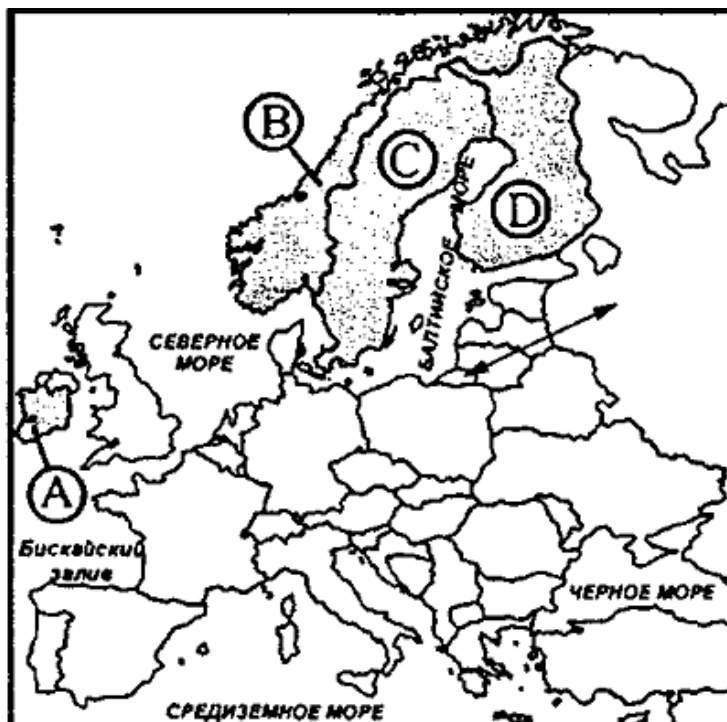 B
C
D
БАЛТИЙСКОЕ МОРЕ
СЕВЕРНОЕ
МОРЕ
A
Бискайский
залив
ЧЕРНОЕ МОРЕ
СРЕДИЗЕМНОЕ МОРЕ